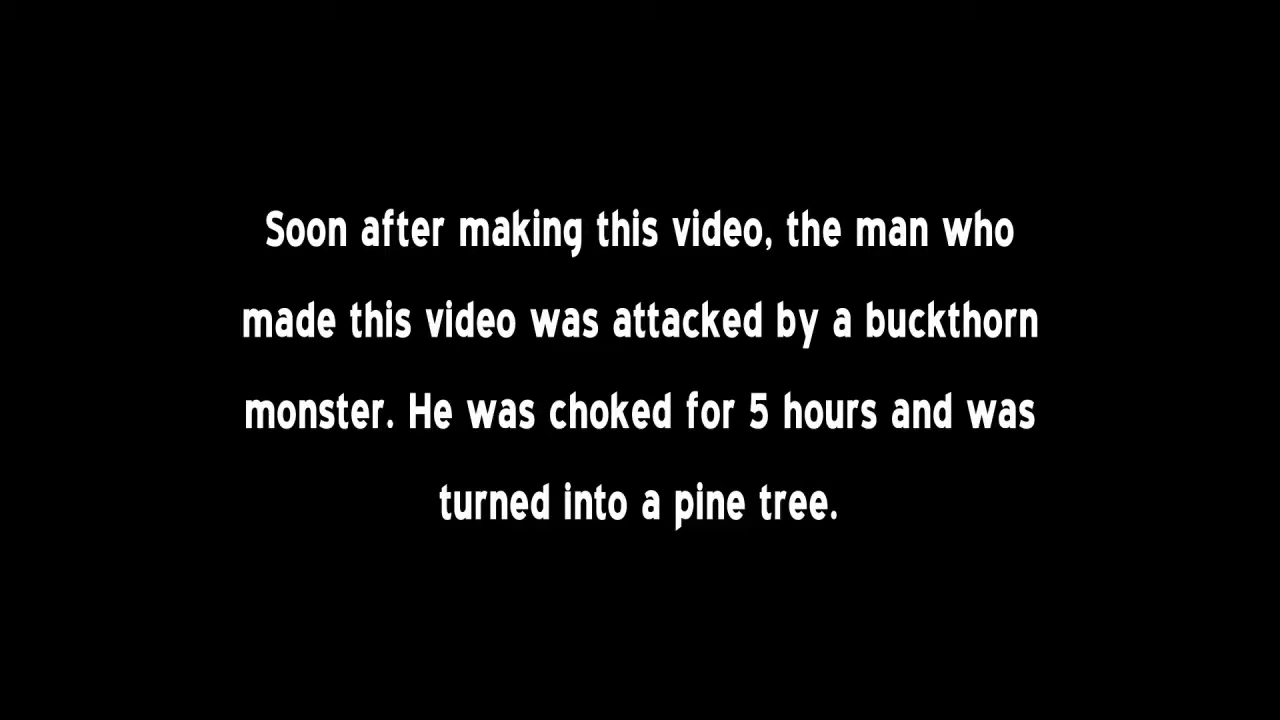 Soon after making this video, the man who
made this video was attacked by a buckthorn
monster. He was choked for 5 hours and was
turned into a pine tree.